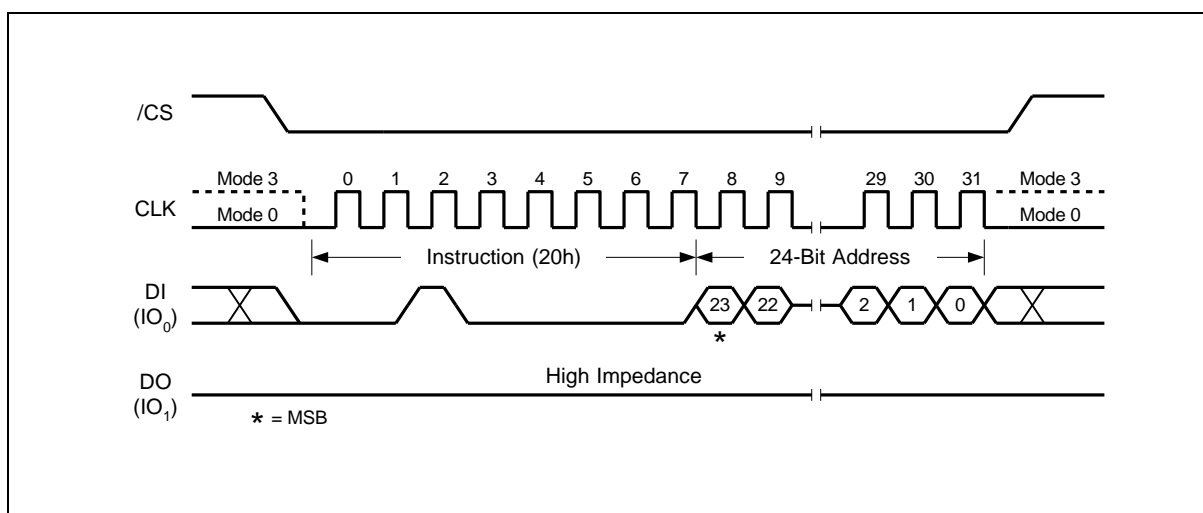 /CS
Mode 3 0 1 2 3 4 5 6 7 8 9 29 30 31 Mode 3
CLK
Mode 0 Mode 0
Instruction (20h) 24-Bit Address
DI
(IO₀)
23 22 2 1 0
*
High Impedance
DO
(IO₁)
* = MSB